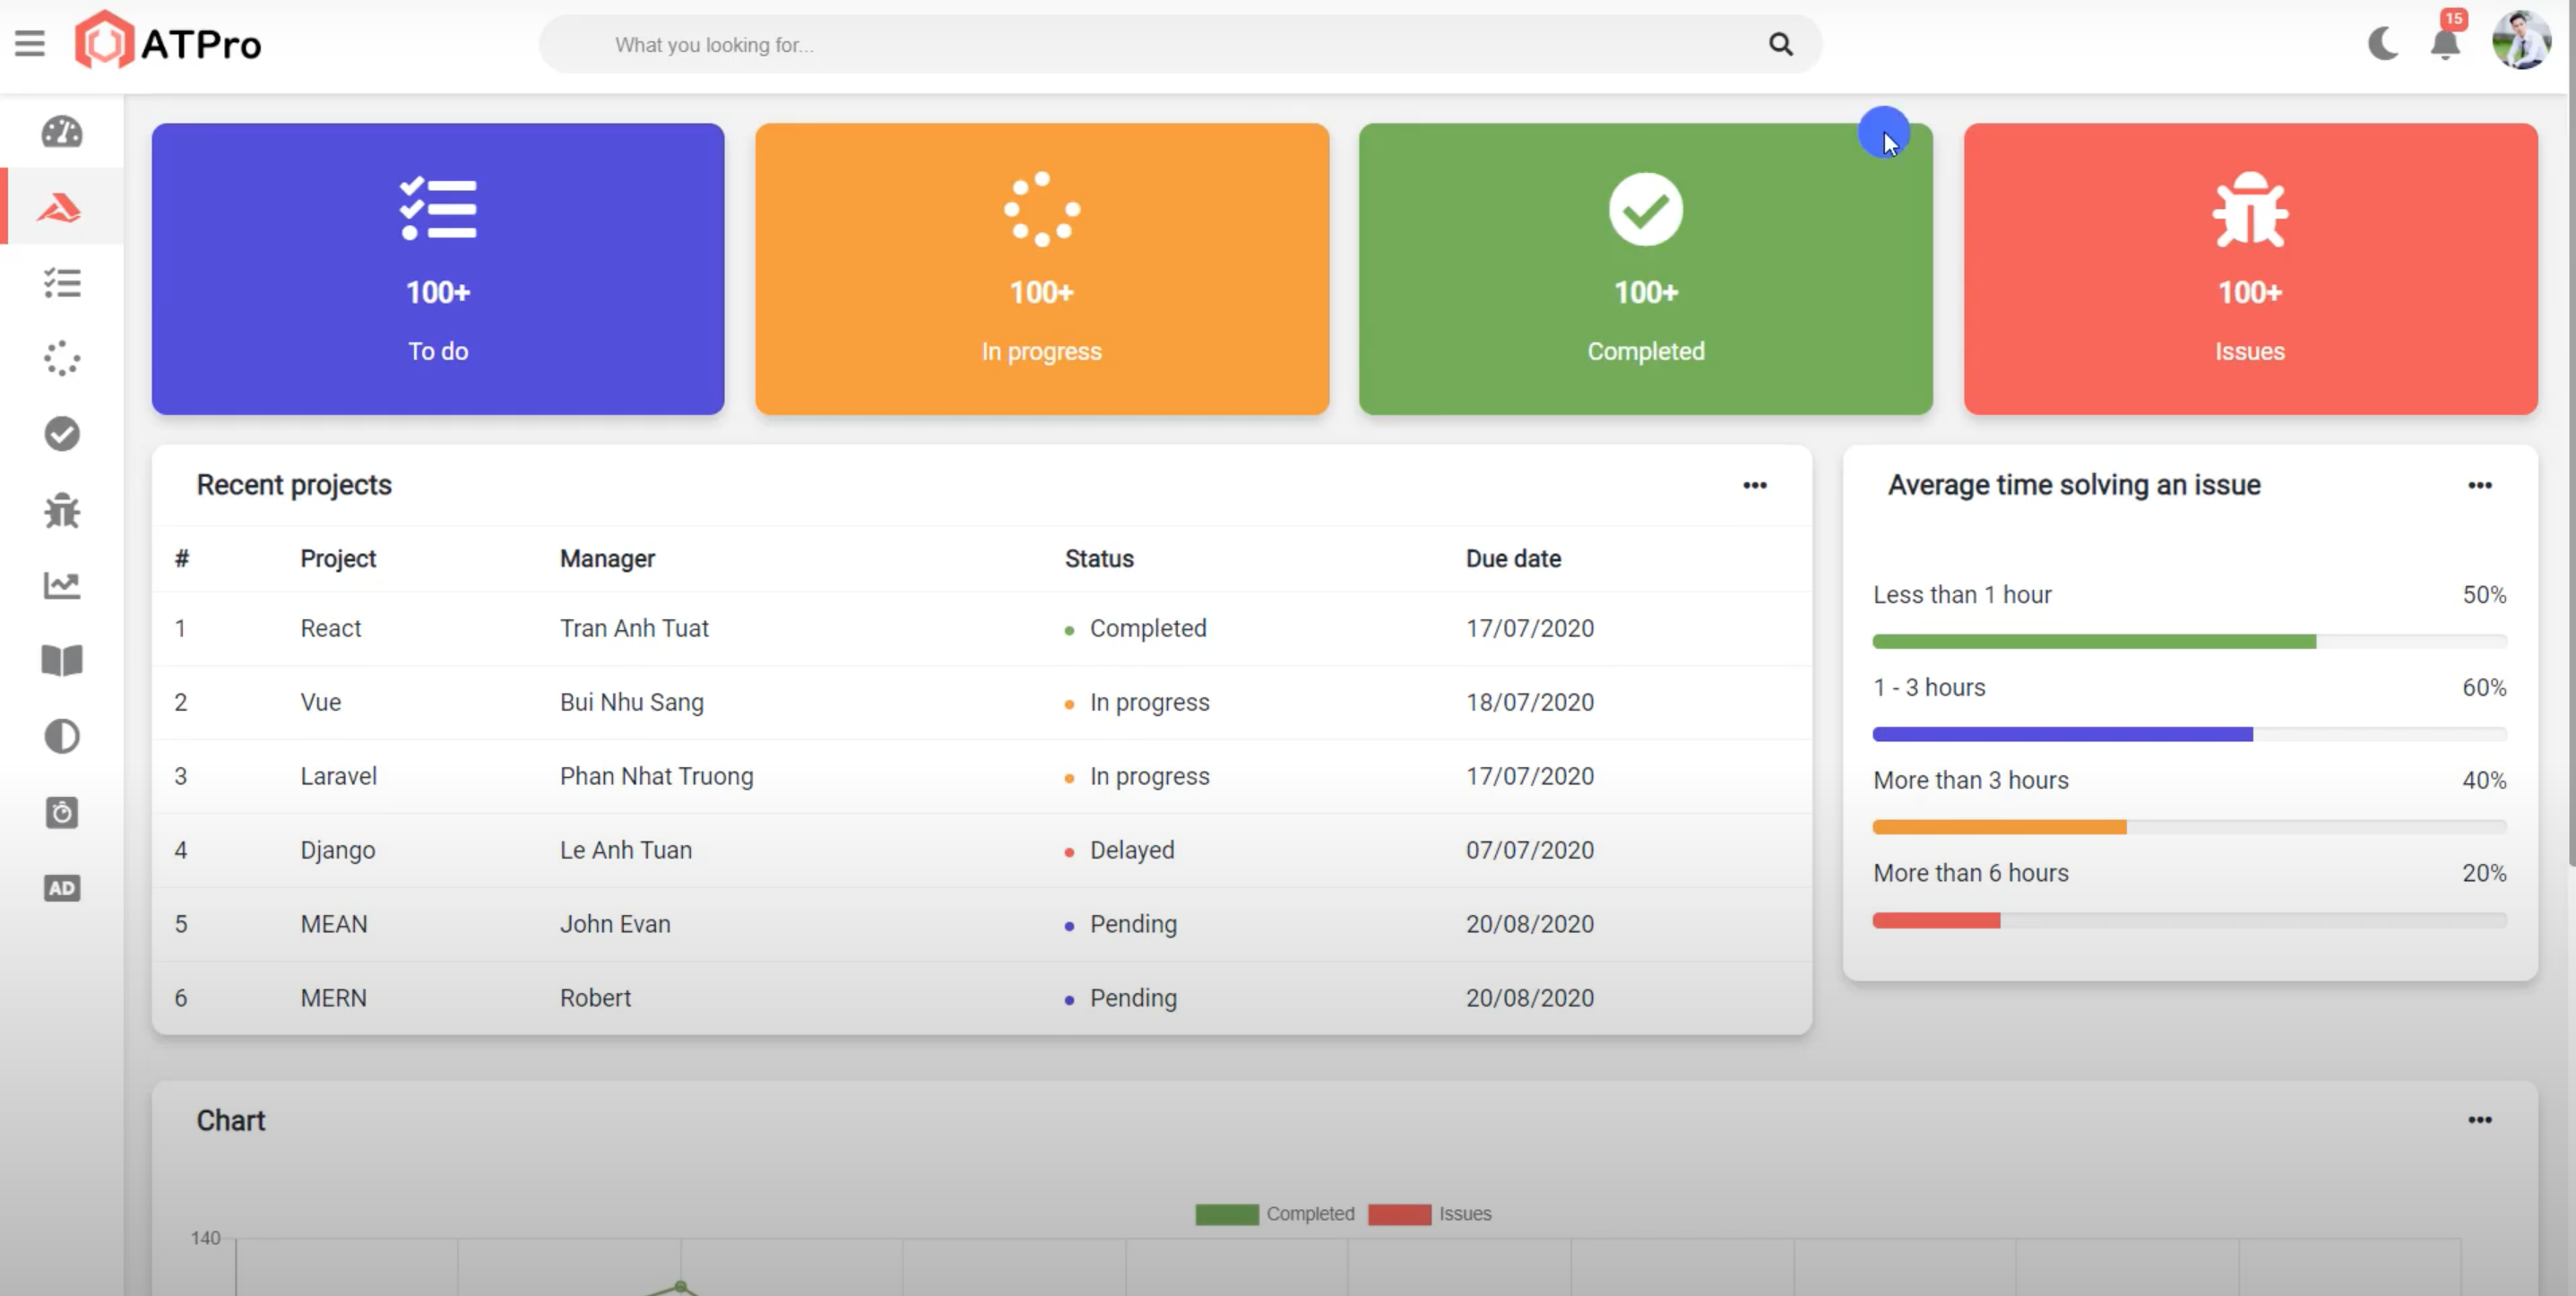 ATPro
What you looking for...
15
100+
To do
100+
In progress
100+
Completed
100+
Issues
Recent projects
# Project Manager Status Due date
1 React Tran Anh Tuat Completed 17/07/2020
2 Vue Bui Nhu Sang In progress 18/07/2020
3 Laravel Phan Nhat Truong In progress 17/07/2020
4 Django Le Anh Tuan Delayed 07/07/2020
5 MEAN John Evan Pending 20/08/2020
6 MERN Robert Pending 20/08/2020
Average time solving an issue
Less than 1 hour 50%
1 - 3 hours 60%
More than 3 hours 40%
More than 6 hours 20%
AD
Chart
Completed Issues
140